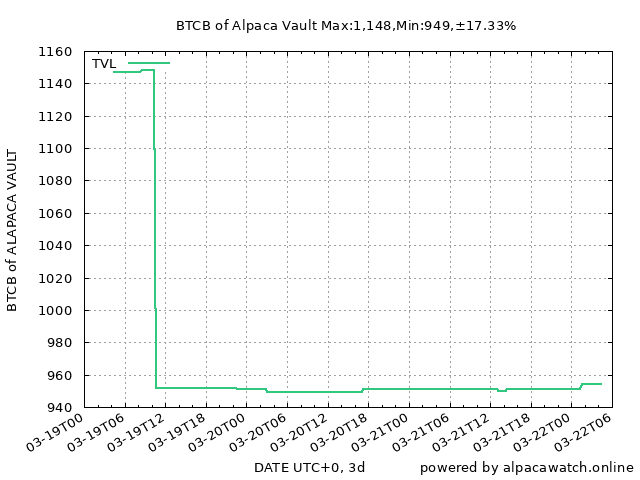 BTCB of Alpaca Vault Max:1,148,Min:949,±17.33%
TVL
1160
1140
1120
1100
1080
1060
1040
1020
1000
980
960
940
BTCB of ALAPACA VAULT
03-19T00
03-19T06
03-19T12
03-19T18
03-20T00
03-20T06
03-20T12
03-20T18
03-21T00
03-21T06
03-21T12
03-21T18
03-22T00
03-22T06
DATE UTC+0, 3d
powered by alpacawatch.online